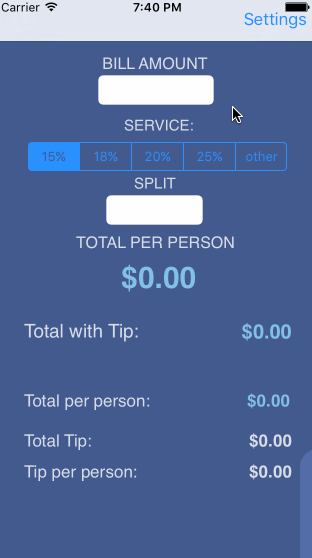 Carrier 7:40 PM
Settings
BILL AMOUNT
SERVICE:
15% 18% 20% 25% other
SPLIT
TOTAL PER PERSON
$0.00
Total with Tip: $0.00
Total per person: $0.00
Total Tip: $0.00
Tip per person: $0.00